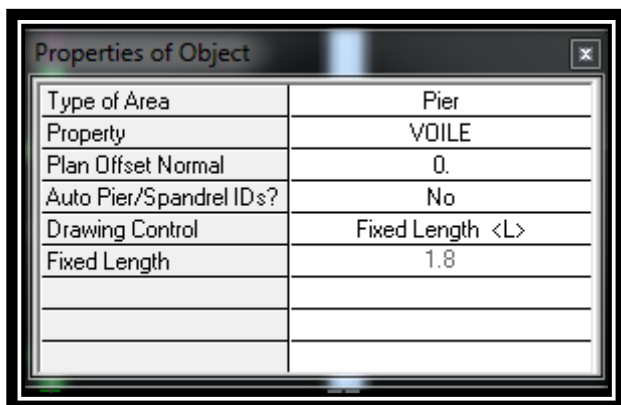 Properties of Object
x
Type of Area Pier
Property VOILE
Plan Offset Normal 0.
Auto Pier/Spandrel IDs? No
Drawing Control Fixed Length <L>
Fixed Length 1.8